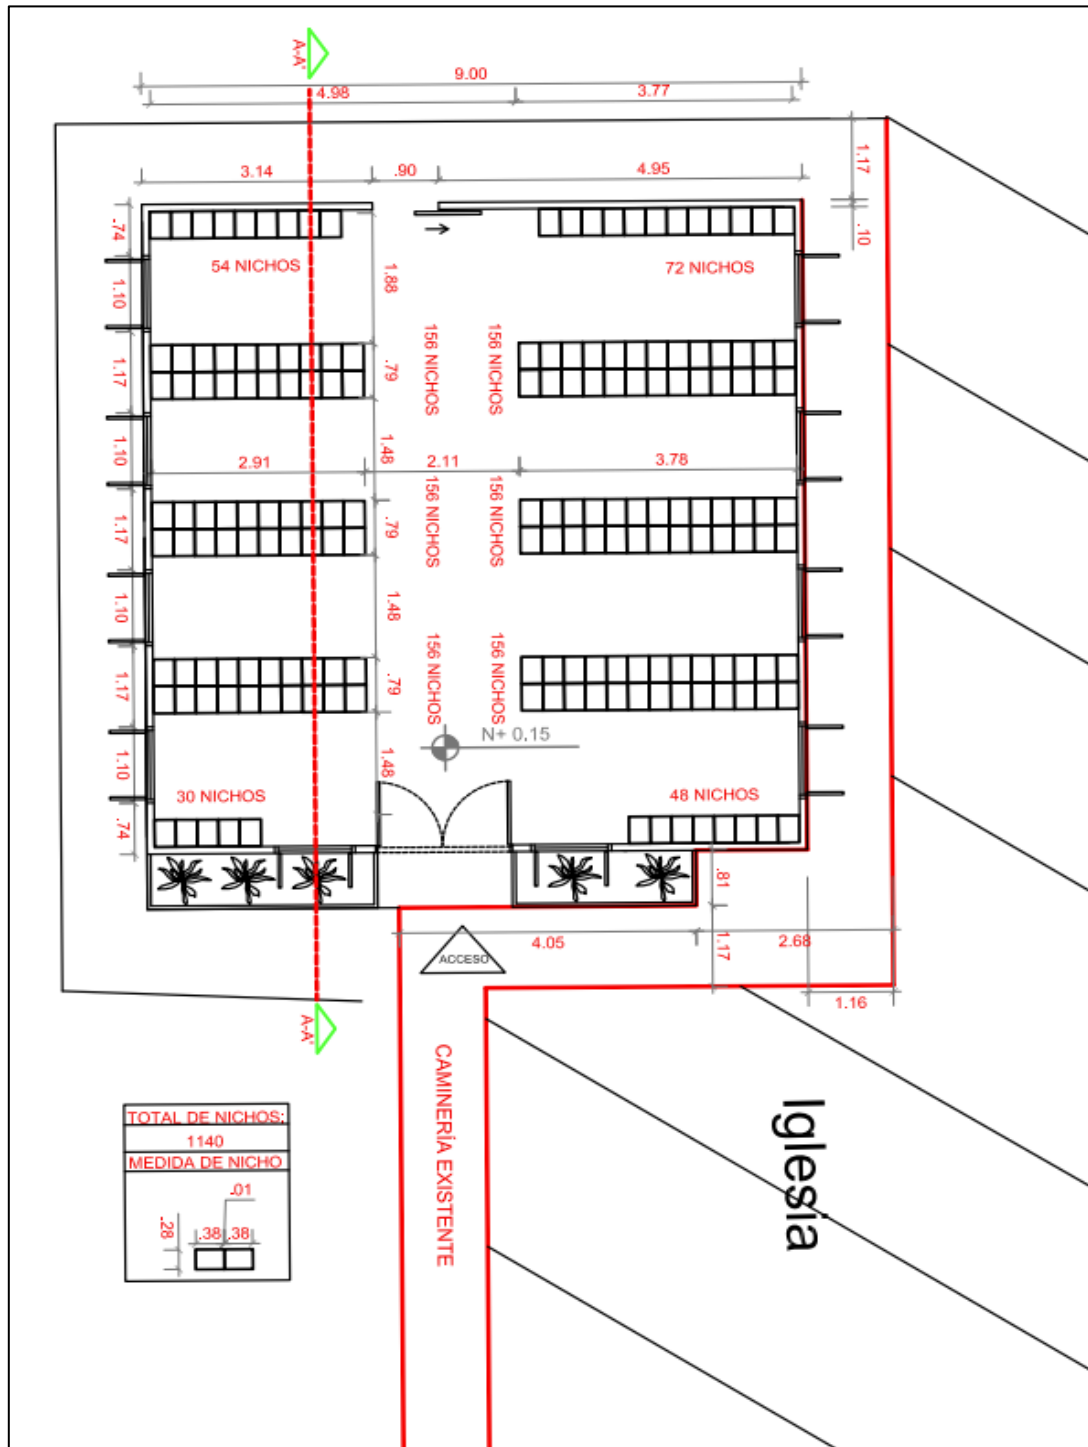 A-A'
9.00
4.98
3.77
3.14
.90
4.95
1.17
.10
.74
54 NICHOS
72 NICHOS
1.10
1.88
156 NICHOS
156 NICHOS
1.17
.79
1.10
1.48
2.91
2.11
3.78
156 NICHOS
156 NICHOS
1.17
.79
1.10
1.48
156 NICHOS
156 NICHOS
1.17
.79
N+ 0.15
1.10
1.48
30 NICHOS
48 NICHOS
.74
.81
4.05
1.17
2.68
ACCESO
1.16
A-A'
CAMINERÍA EXISTENTE
Iglesia
TOTAL DE NICHOS:
1140
MEDIDA DE NICHO
.01
.28
.38
.38